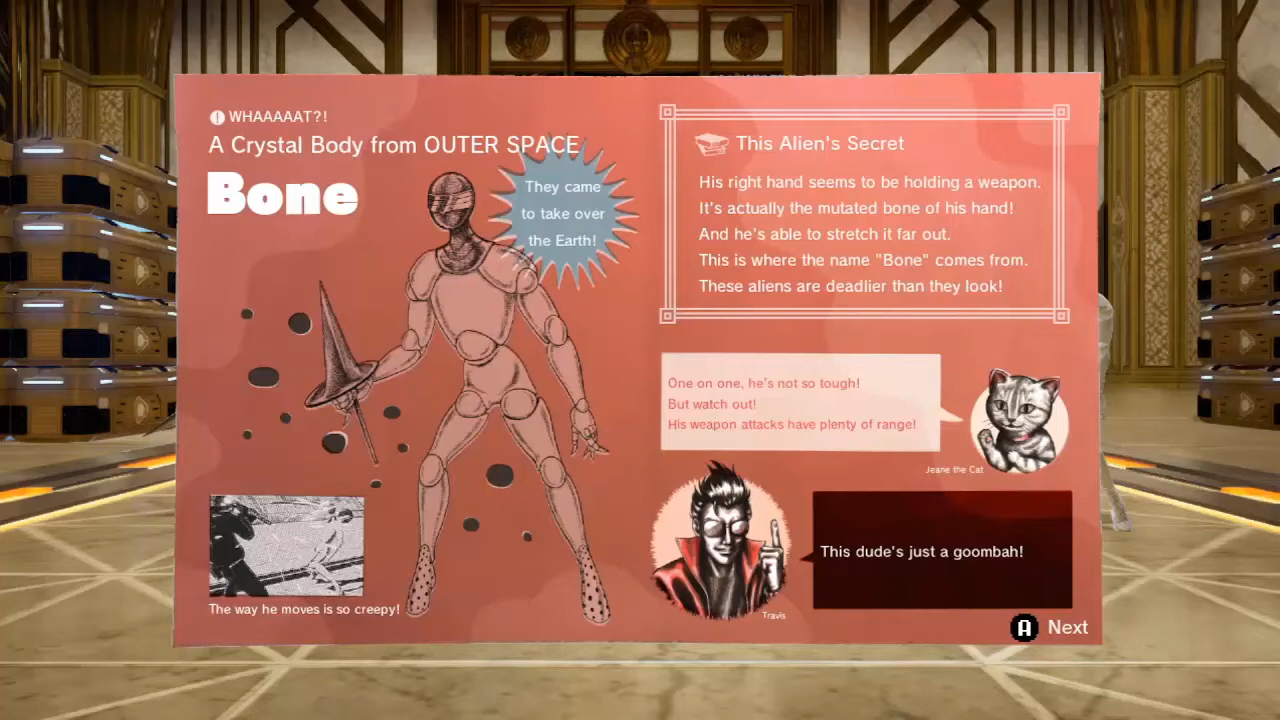 WHAAAAAT?!
A Crystal Body from OUTER SPACE
Bone
They came
to take over
the Earth!
The way he moves is so creepy!
This Alien's Secret
His right hand seems to be holding a weapon.
It's actually the mutated bone of his hand!
And he's able to stretch it far out.
This is where the name "Bone" comes from.
These aliens are deadlier than they look!
One on one, he's not so tough!
But watch out!
His weapon attacks have plenty of range!
Jeane the Cat
This dude's just a goombah!
Travis
A Next